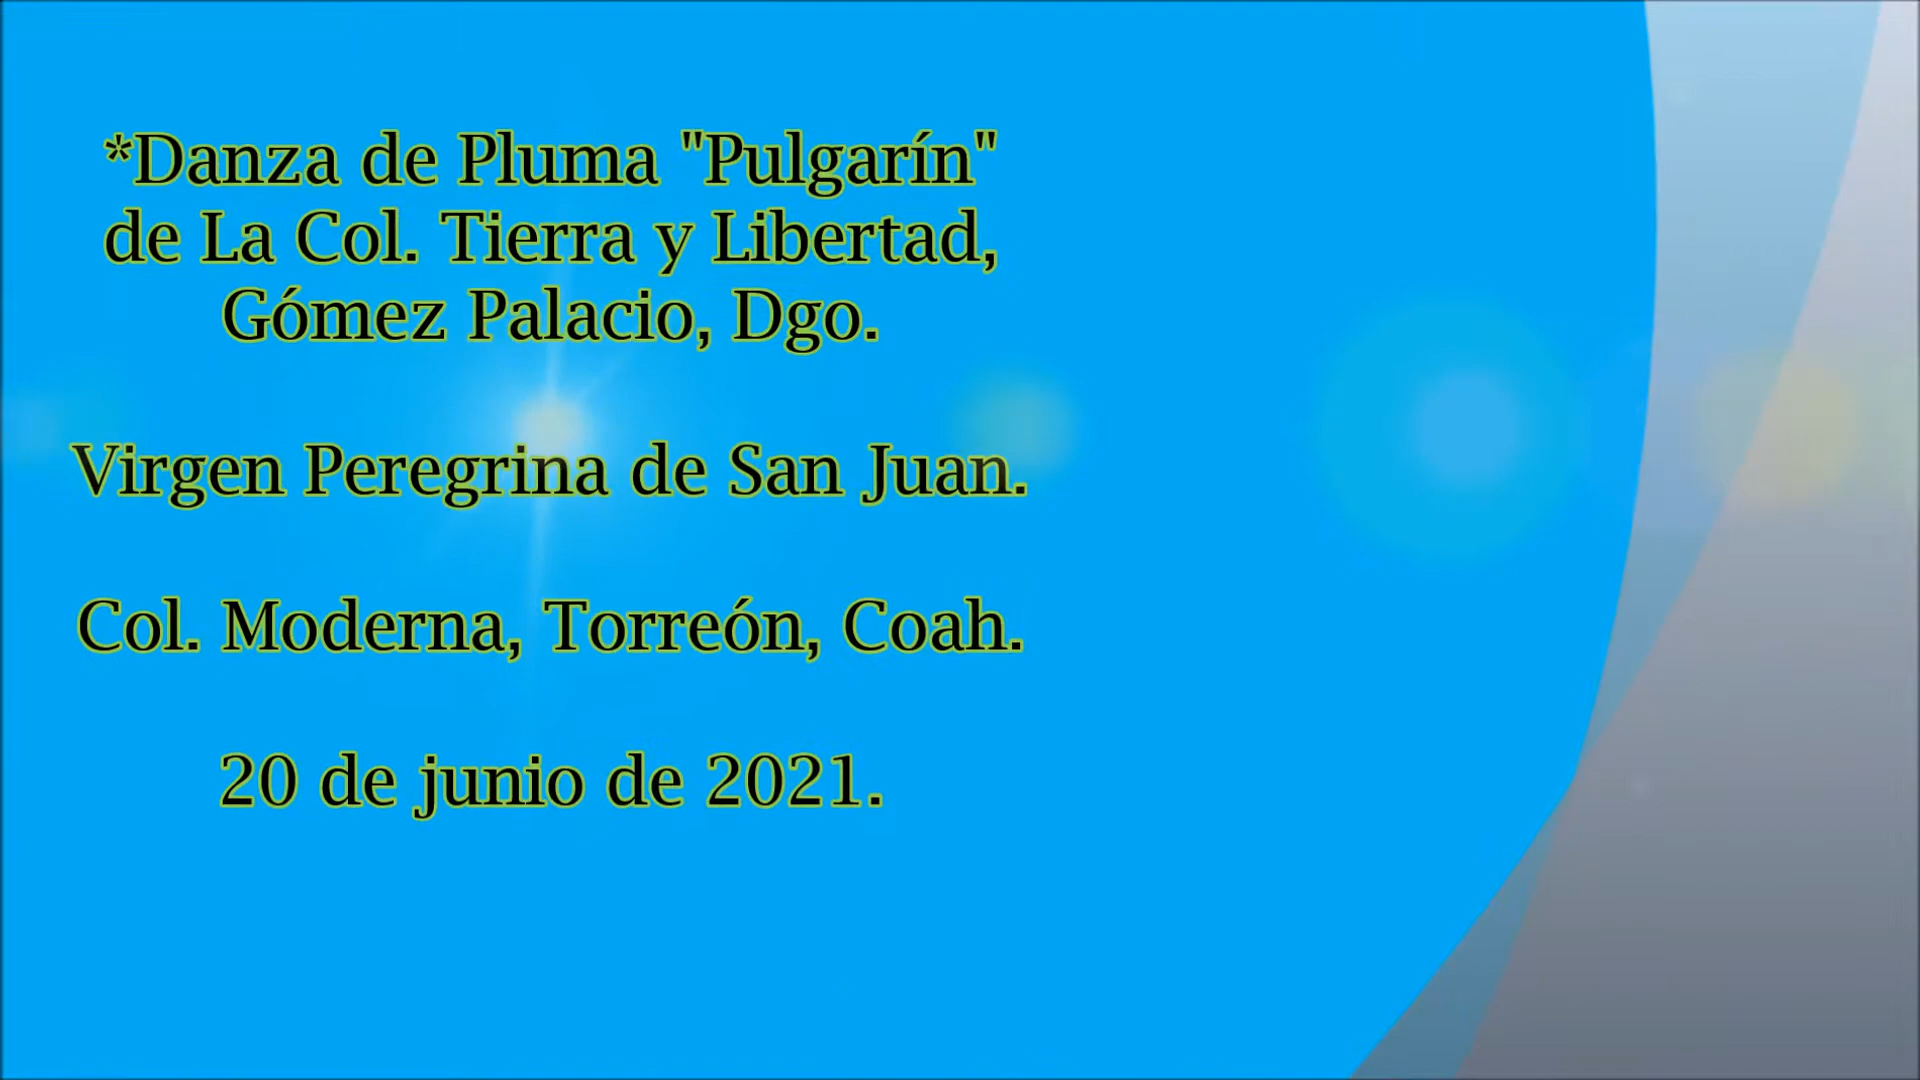 *Danza de Pluma "Pulgarín"
de La Col. Tierra y Libertad,
Gómez Palacio, Dgo.
Virgen Peregrina de San Juan.
Col. Moderna, Torreón, Coah.
20 de junio de 2021.